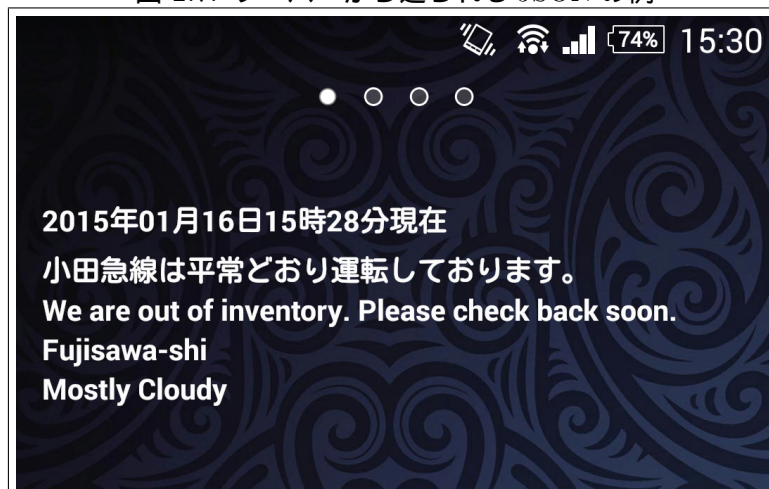 74% 15:30
2015年01月16日15時28分現在
小田急線は平常どおり運転しております。
We are out of inventory. Please check back soon.
Fujisawa-shi
Mostly Cloudy